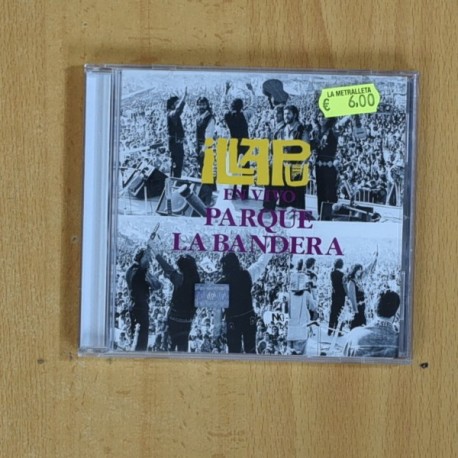 LA METRALLETA
€ 6.00
iLLAPU
EN VIVO
PARQUE
LA BANDERA